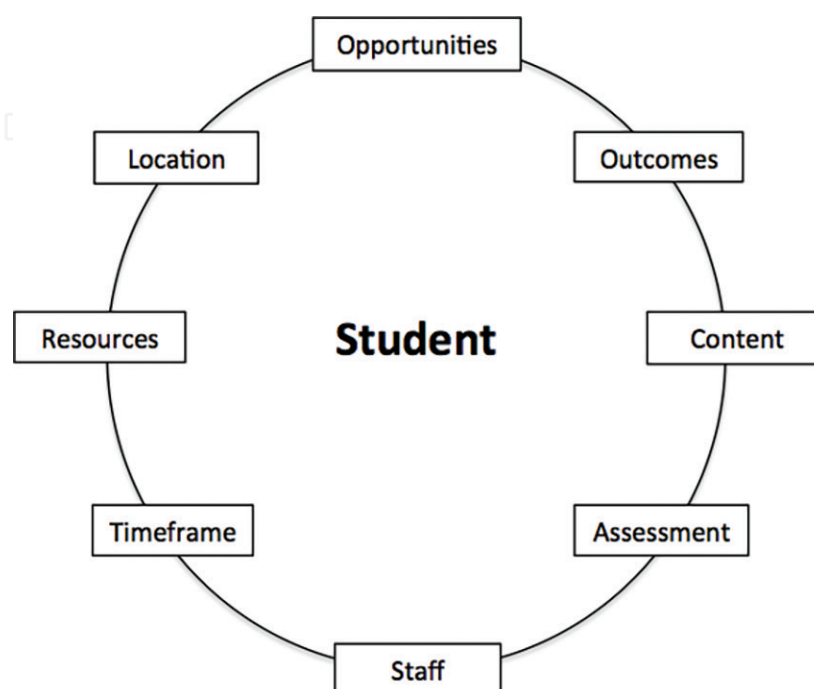 Opportunities
Location
Outcomes
Resources
Student
Content
Timeframe
Assessment
Staff